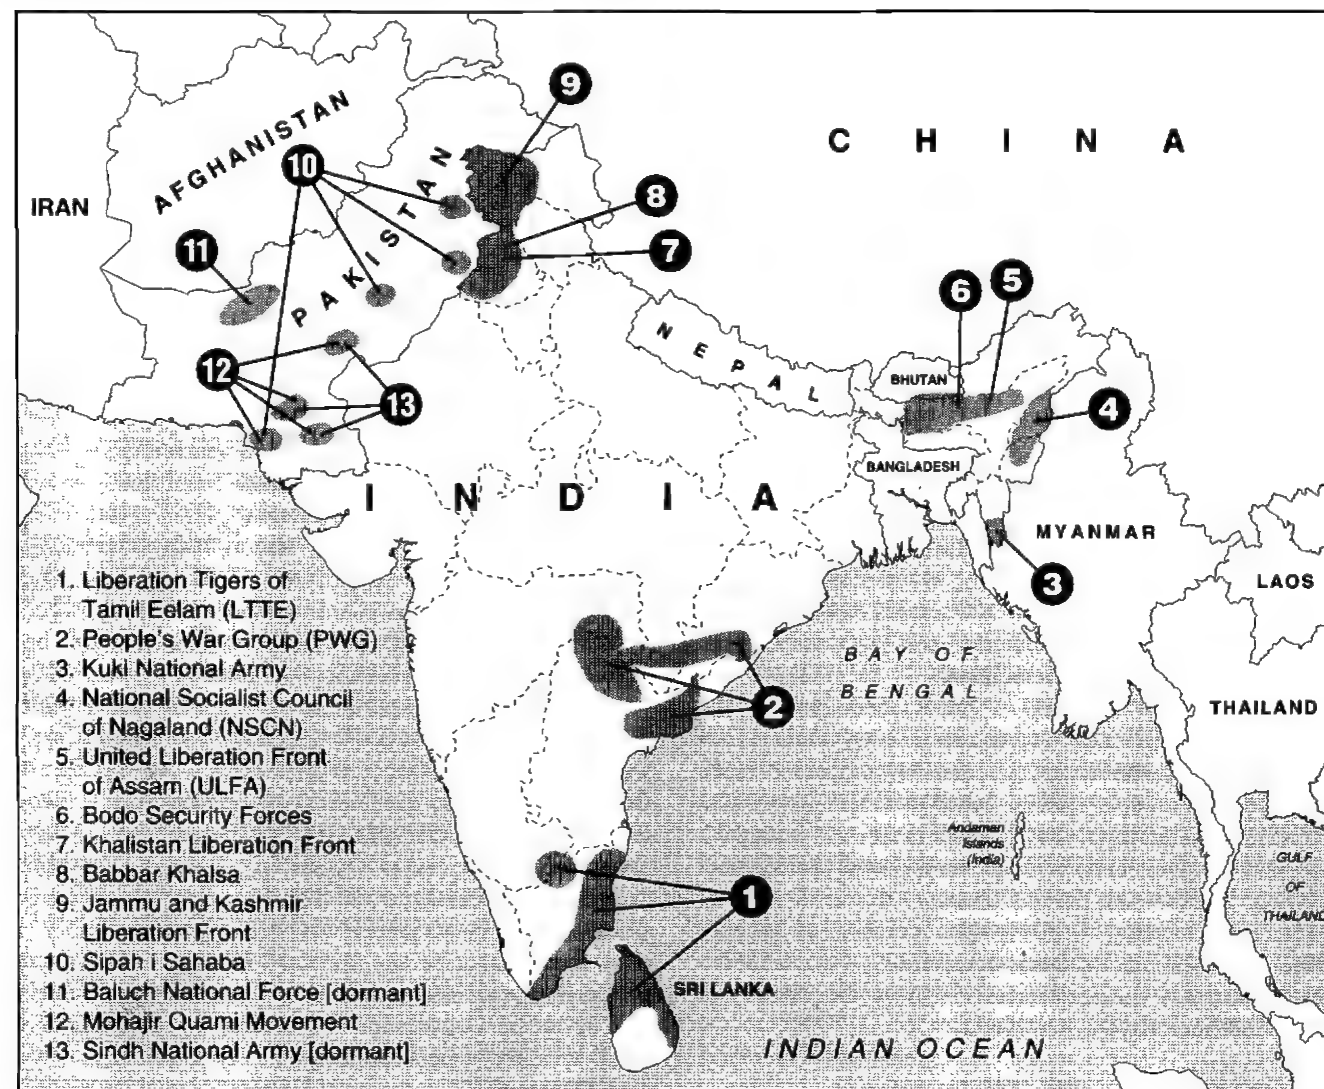 9
C H I N A
AFGHANISTAN
10
IRAN
PAKISTAN
8
11
7
6
5
NEPAL
BHUTAN
12
13
4
BANGLADESH
I N D I A
MYANMAR
3
LAOS
1. Liberation Tigers of
Tamil Eelam (LTTE)
2. People's War Group (PWG)
3. Kuki National Army
4. National Socialist Council
of Nagaland (NSCN)
5. United Liberation Front
of Assam (ULFA)
6. Bodo Security Forces
7. Khalistan Liberation Front
8. Babbar Khalsa
9. Jammu and Kashmir
Liberation Front
10. Sipah i Sahaba
11. Baluch National Force [dormant]
12. Mohajir Quami Movement
13. Sindh National Army [dormant]
BAY OF
BENGAL
2
THAILAND
Andaman
Islands
(India)
GULF
OF
THAILAND
1
SRI LANKA
INDIAN OCEAN